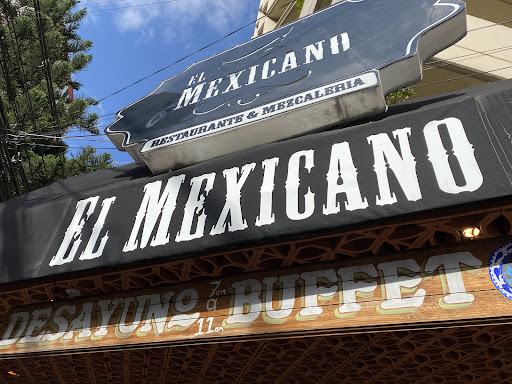 EL
MEXICANO
RESTAURANTE & MEZCALERIA
EL MEXICANO
DESAYUNO 7am a 11am BUFFET